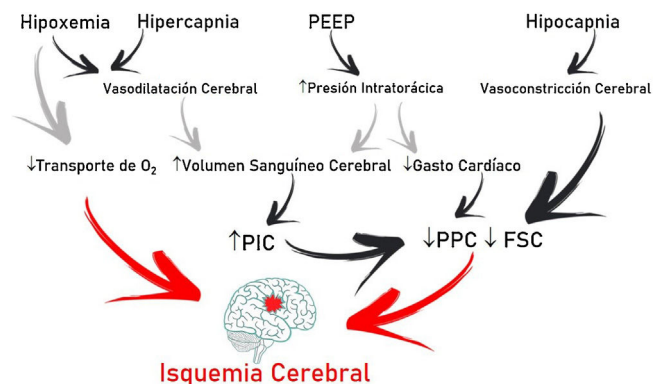 Hipoxemia Hipercapnia PEEP Hipocapnia
Vasodilatación Cerebral ↑Presión Intratorácica Vasoconstricción Cerebral
↓Transporte de O₂ ↑Volumen Sanguíneo Cerebral ↓Gasto Cardíaco
↑PIC ↓PPC ↓ FSC
Isquemia Cerebral